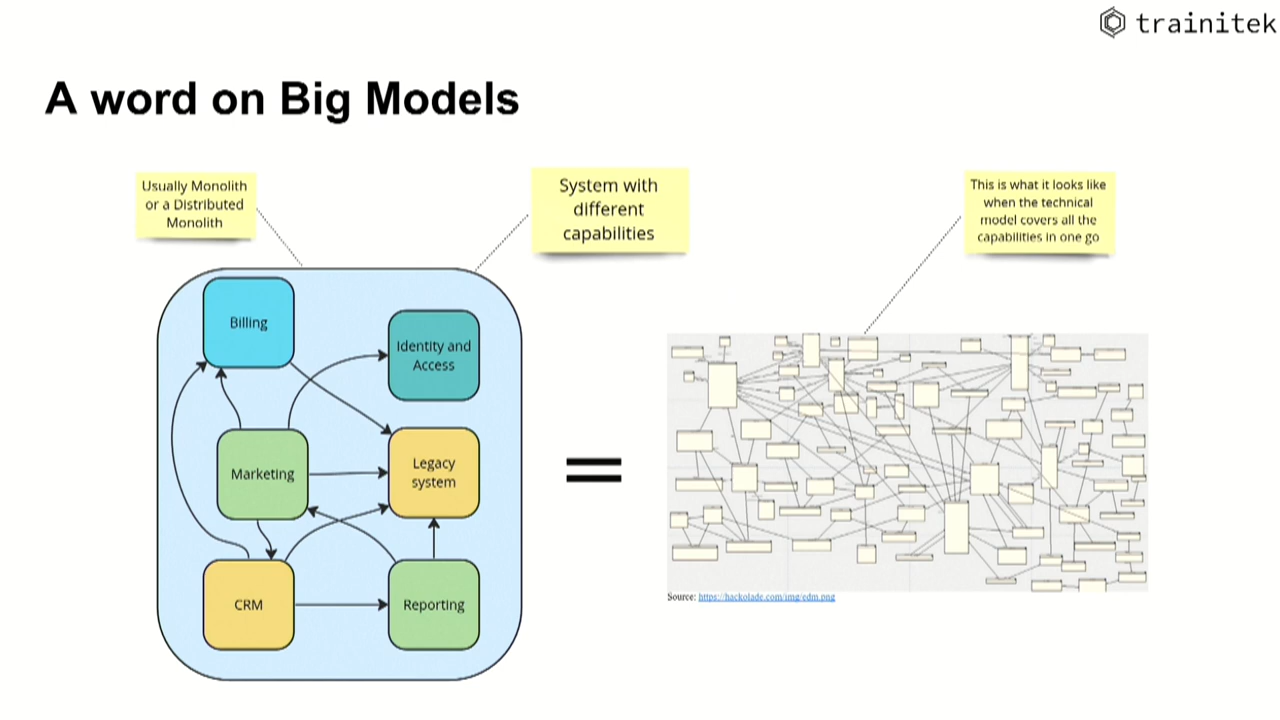 trainitek
A word on Big Models
Usually Monolith
or a Distributed
Monolith
System with
different
capabilities
This is what it looks like
when the technical
model covers all the
capabilities in one go
Billing
Identity and
Access
Marketing
Legacy
system
CRM
Reporting
Source: https://hackolade.com/img/edm.png